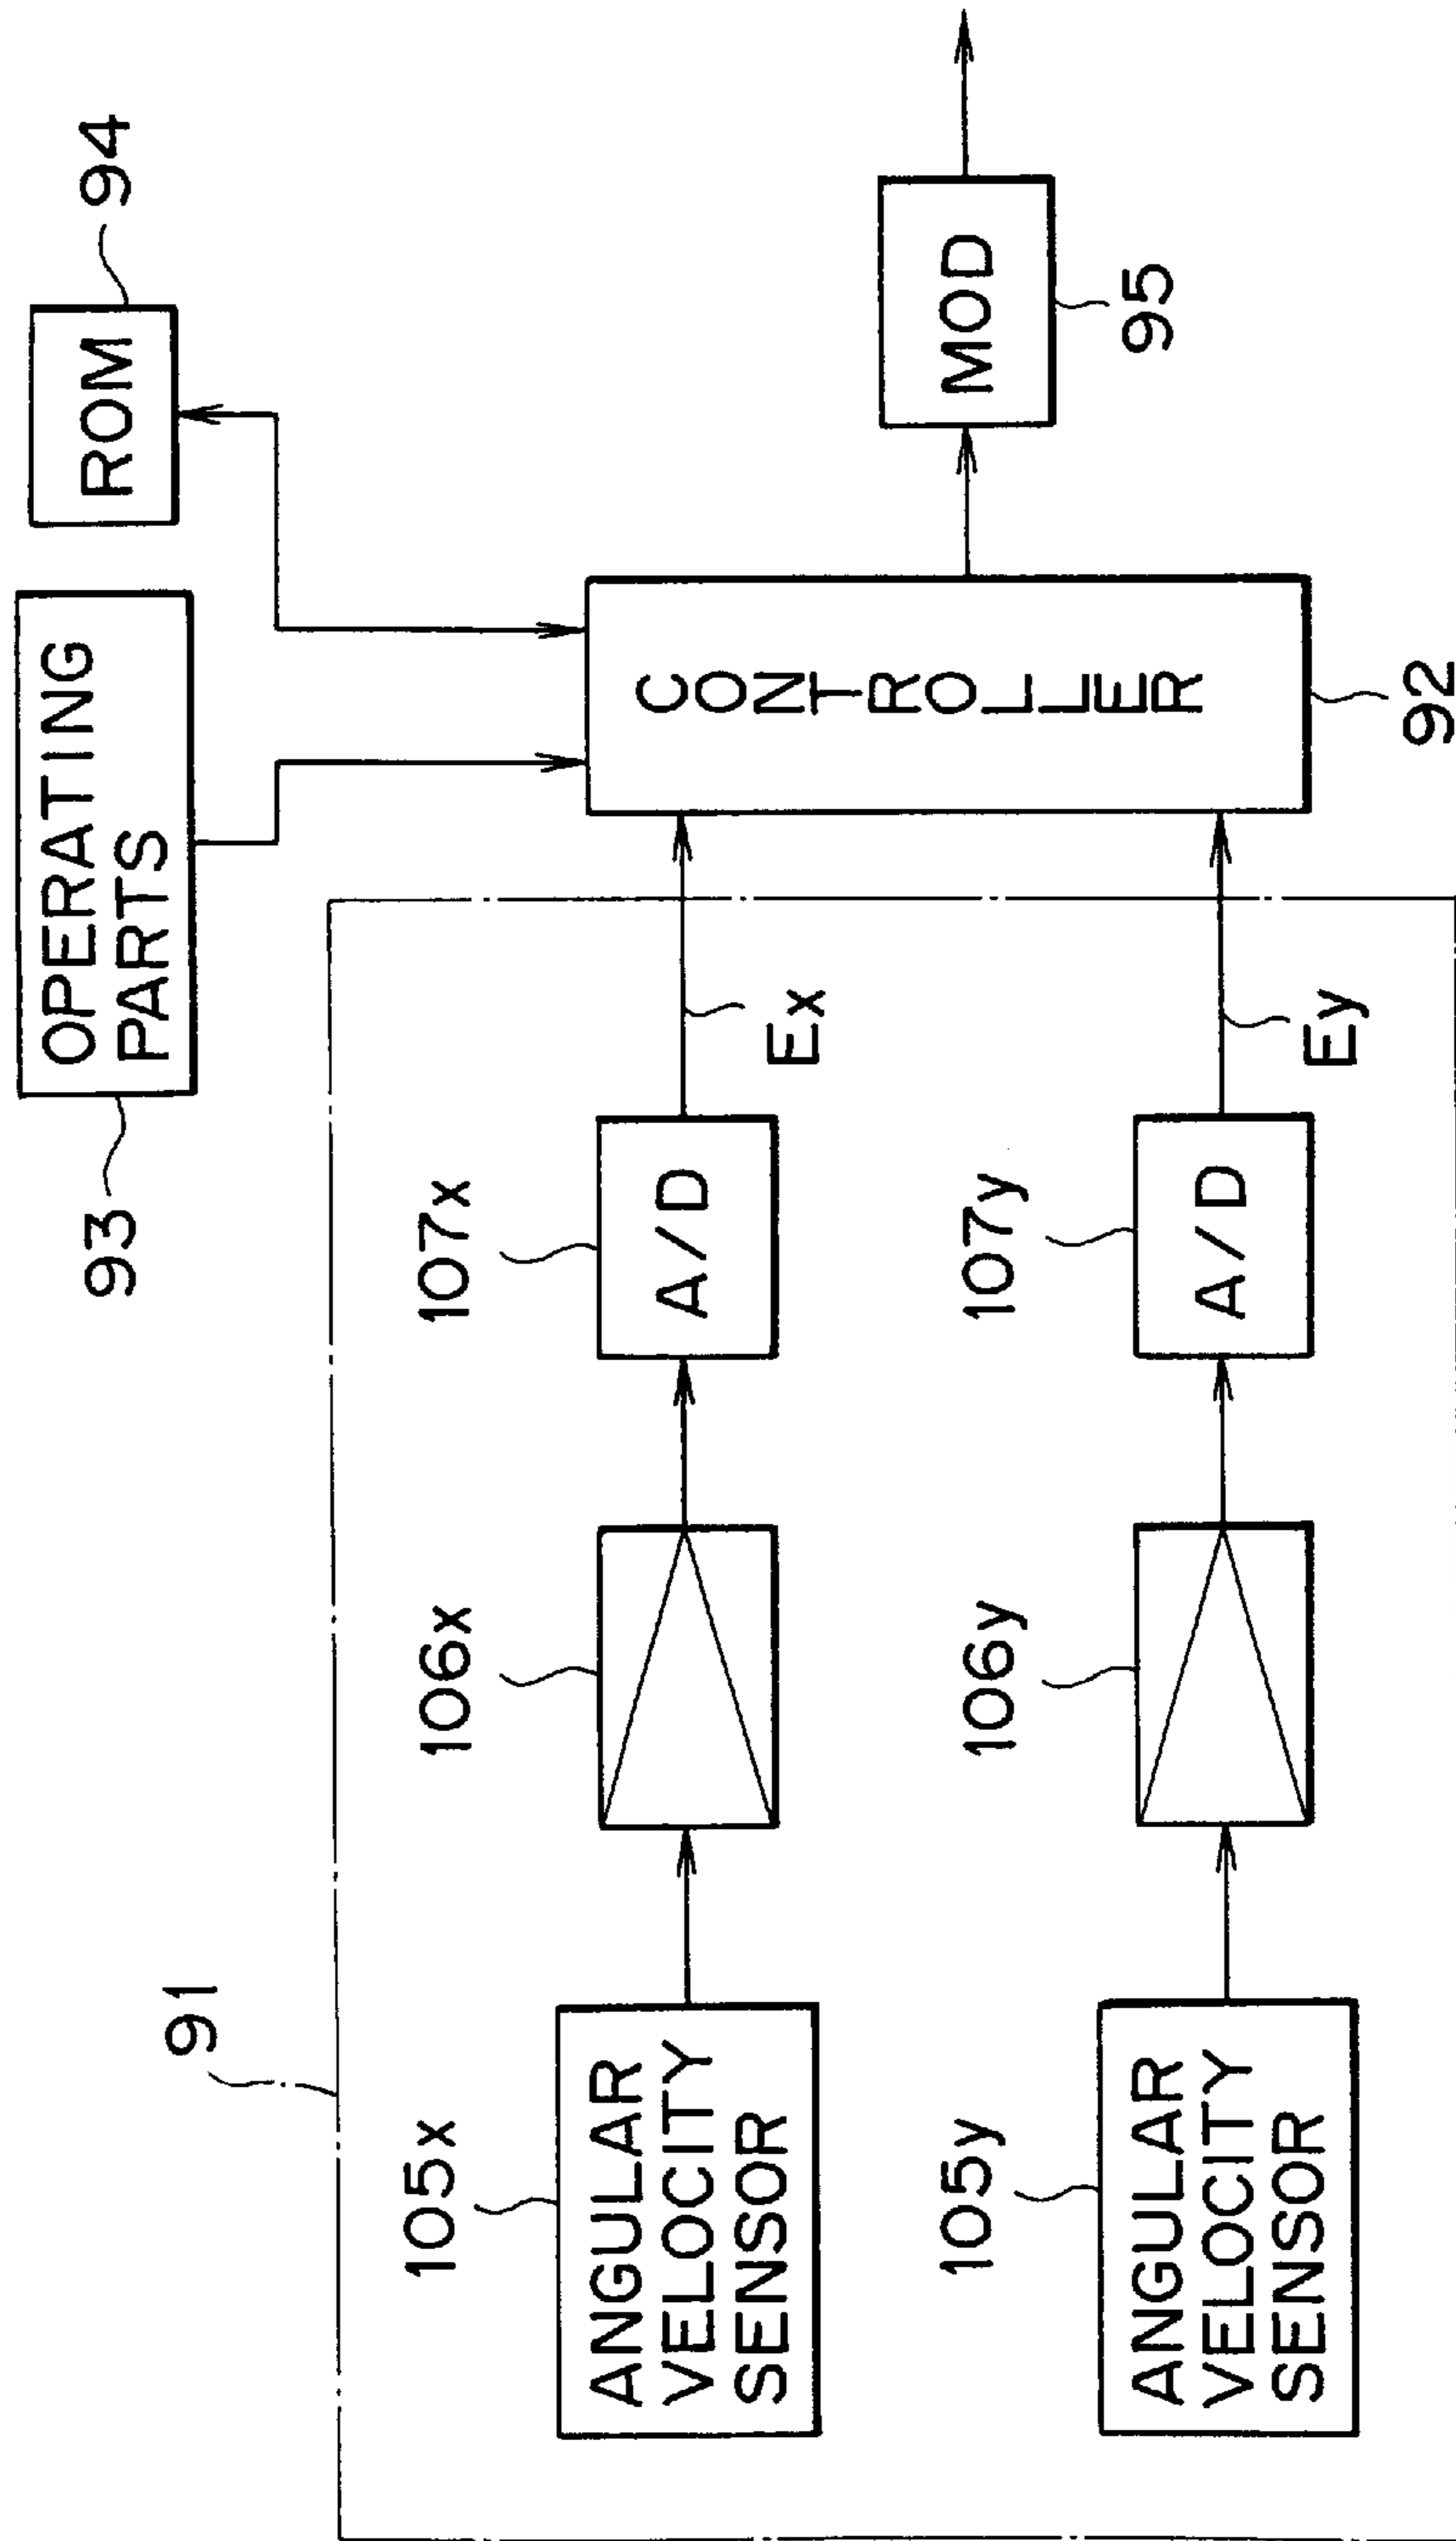 93
OPERATING
PARTS
ROM
94
91
105x
ANGULAR
VELOCITY
SENSOR
106x
107x
A/D
Ex
105y
ANGULAR
VELOCITY
SENSOR
106y
107y
A/D
Ey
CONTROLLER
92
MOD
95